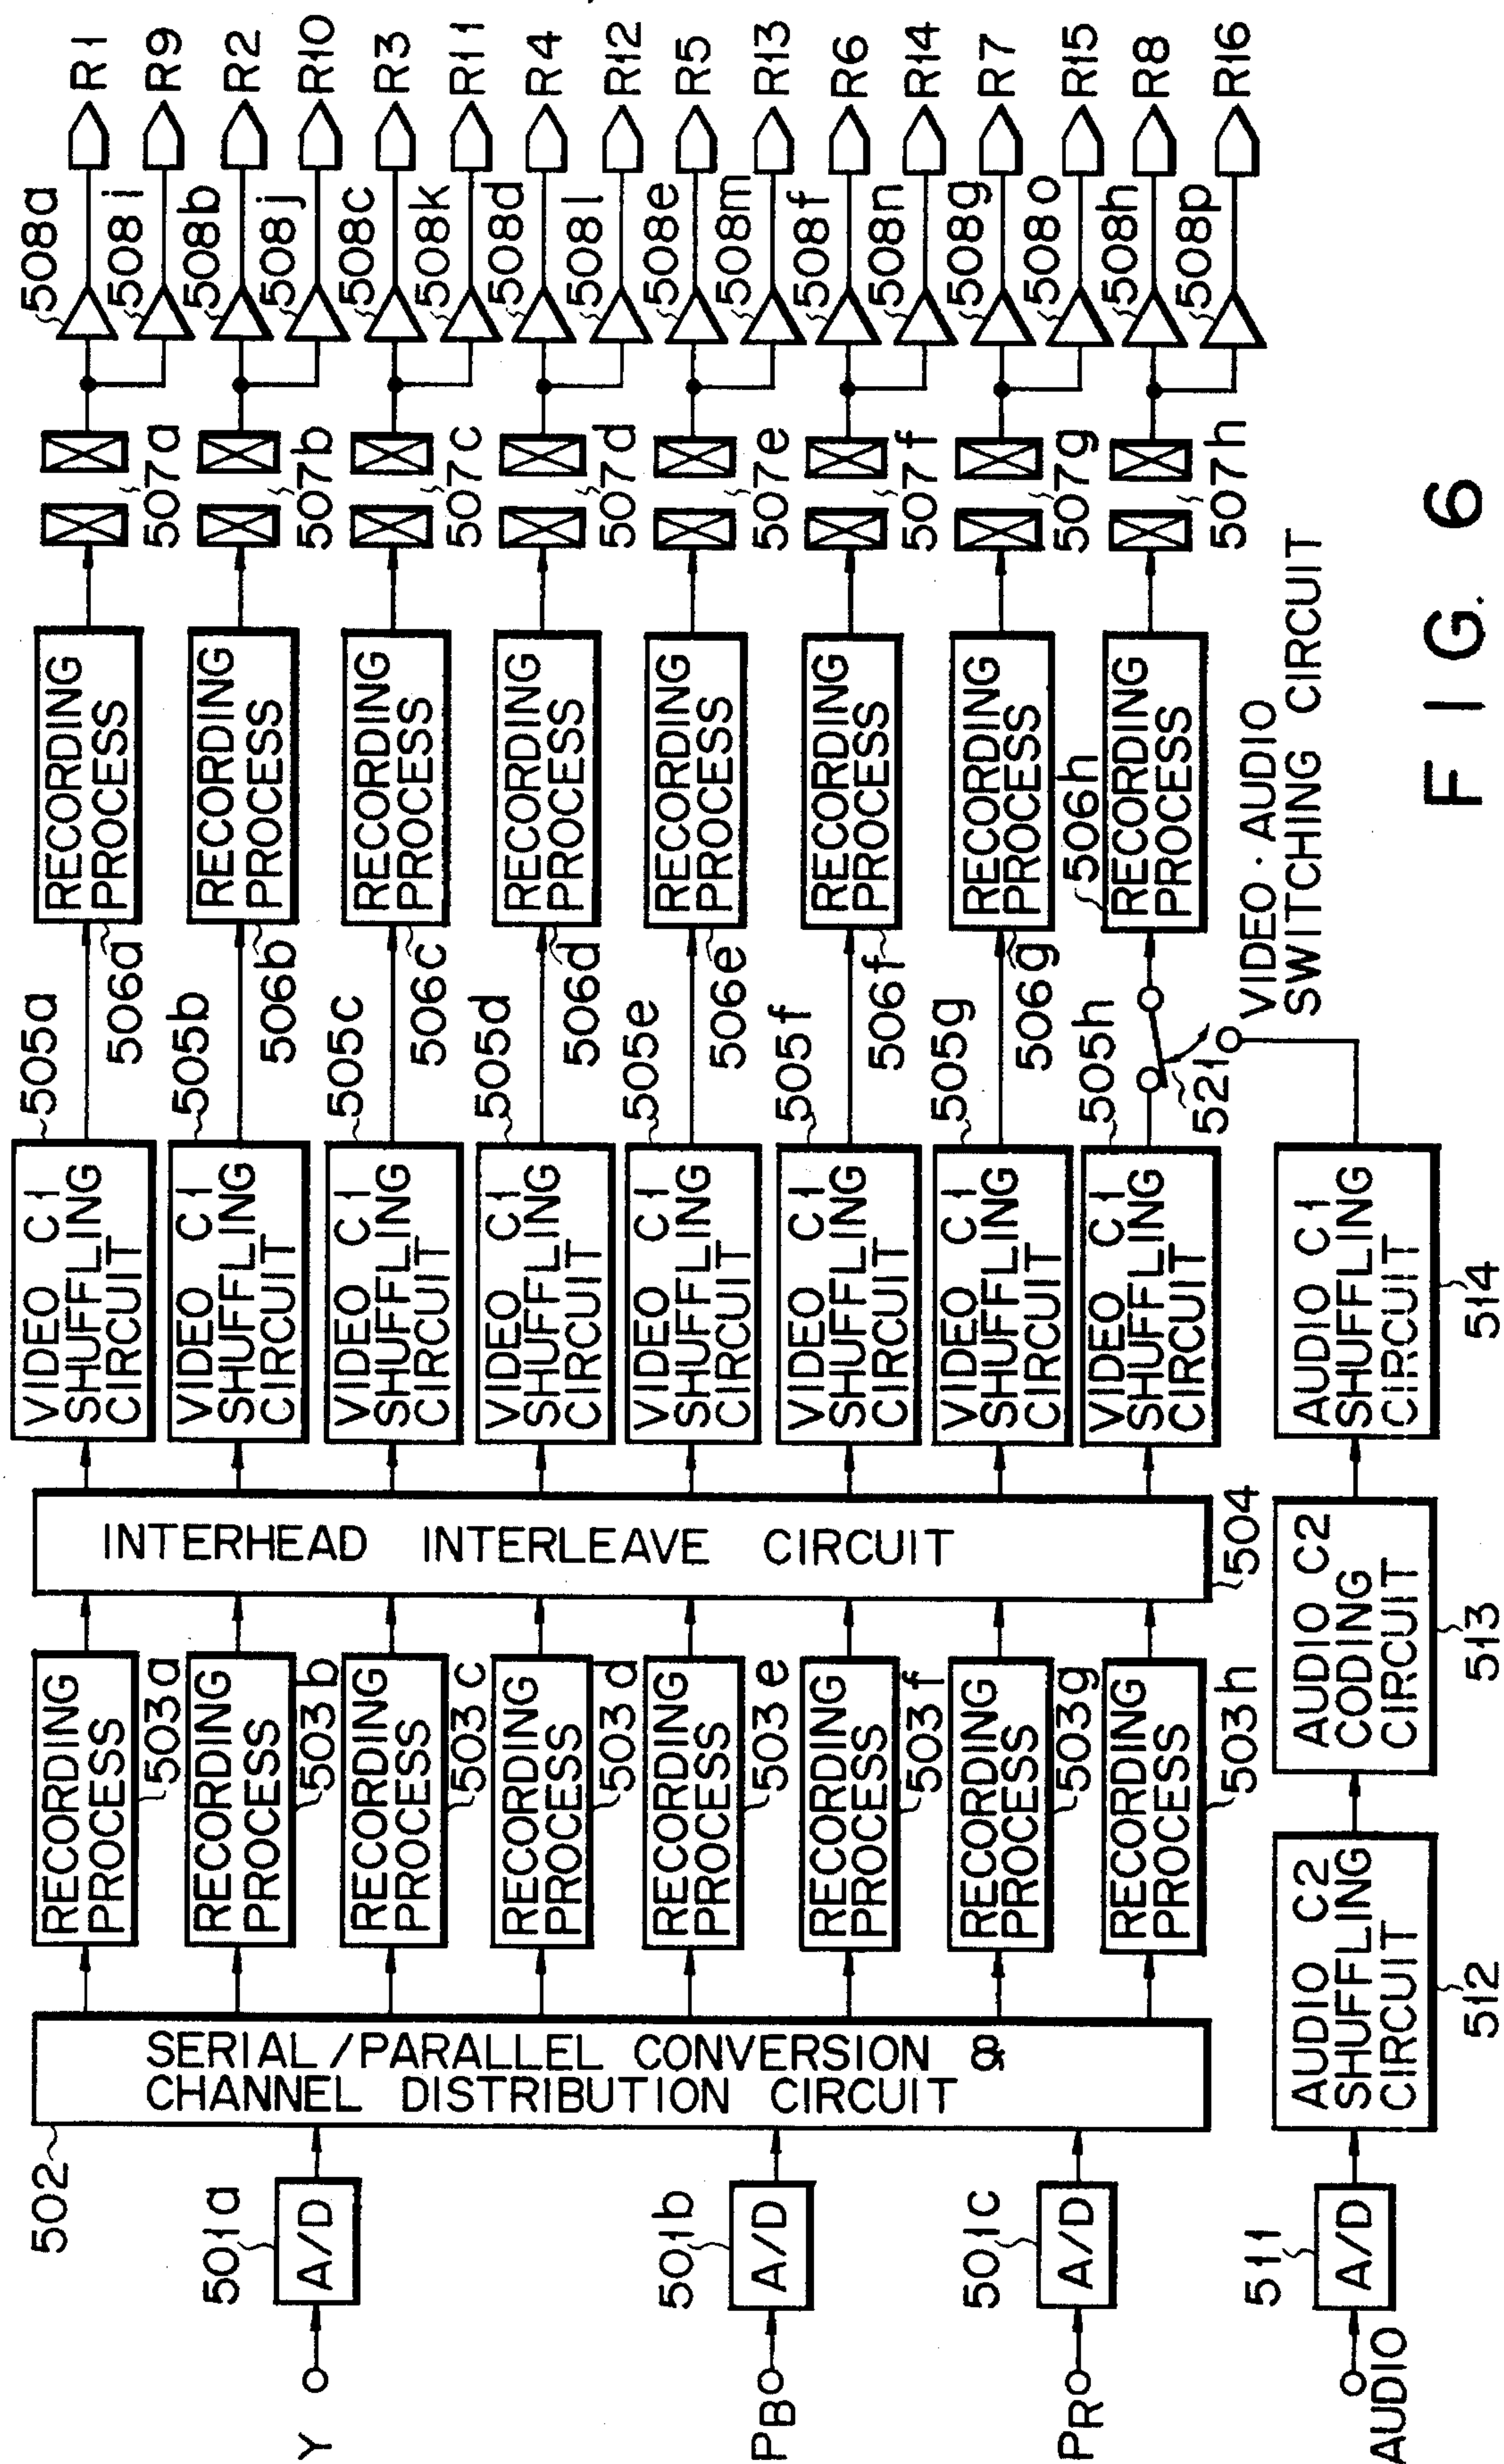 Y
501a
A/D
PB
501b
A/D
PR
501c
A/D
AUDIO
511
A/D
502
SERIAL/PARALLEL CONVERSION &
CHANNEL DISTRIBUTION CIRCUIT
RECORDING
PROCESS
503a
RECORDING
PROCESS
503b
RECORDING
PROCESS
503c
RECORDING
PROCESS
503d
RECORDING
PROCESS
503e
RECORDING
PROCESS
503f
RECORDING
PROCESS
503g
RECORDING
PROCESS
503h
AUDIO C2
SHUFFLING
CIRCUIT
512
INTERHEAD INTERLEAVE CIRCUIT
504
AUDIO C2
CODING
CIRCUIT
513
505a
VIDEO C1
SHUFFLING
CIRCUIT
505b
VIDEO C1
SHUFFLING
CIRCUIT
505c
VIDEO C1
SHUFFLING
CIRCUIT
505d
VIDEO C1
SHUFFLING
CIRCUIT
505e
VIDEO C1
SHUFFLING
CIRCUIT
505f
VIDEO C1
SHUFFLING
CIRCUIT
505g
VIDEO C1
SHUFFLING
CIRCUIT
505h
VIDEO C1
SHUFFLING
CIRCUIT
AUDIO C1
SHUFFLING
CIRCUIT
514
521
VIDEO·AUDIO
SWITCHING CIRCUIT
RECORDING
PROCESS
506a
RECORDING
PROCESS
506b
RECORDING
PROCESS
506c
RECORDING
PROCESS
506d
RECORDING
PROCESS
506e
RECORDING
PROCESS
506f
RECORDING
PROCESS
506g
506h
RECORDING
PROCESS
507a
507b
507c
507d
507e
507f
507g
507h
508a
508i
508b
508j
508c
508k
508d
508l
508e
508m
508f
508n
508g
508o
508h
508p
R1
R9
R2
R10
R3
R11
R4
R12
R5
R13
R6
R14
R7
R15
R8
R16
FIG. 6